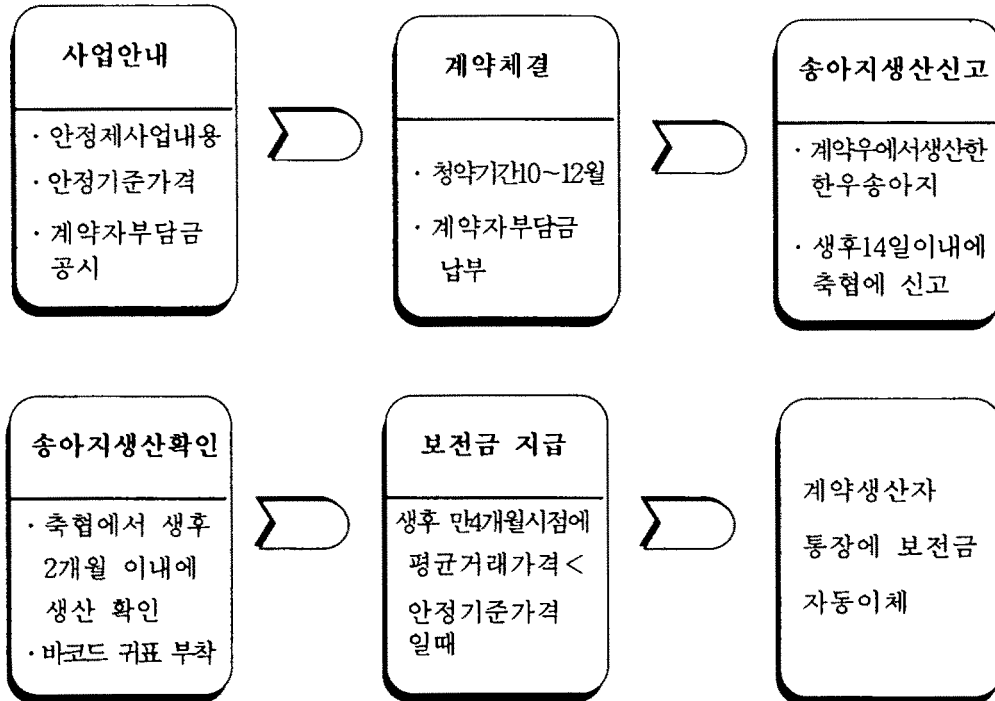 사업안내
· 안정제사업내용
· 안정기준가격
· 계약자부담금
공시
계약체결
· 청약기간10~12월
· 계약자부담금
납부
송아지생산신고
· 계약우에서생산한
한우송아지
· 생후14일이내에
축협에 신고
송아지생산확인
· 축협에서 생후
2개월 이내에
생산 확인
· 바코드 귀표 부착
보전금 지급
생후 만4개월시점에
평균거래가격<
안정기준가격
일때
계약생산자
통장에 보전금
자동이체